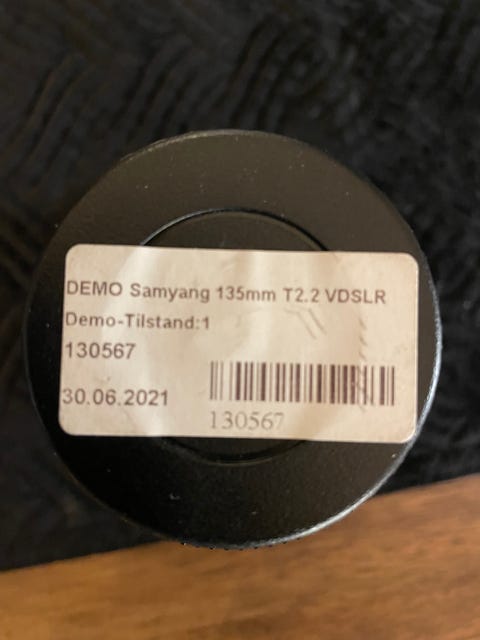 DEMO Samyang 135mm T2.2 VDSLR
Demo-Tilstand:1
130567
30.06.2021
130567